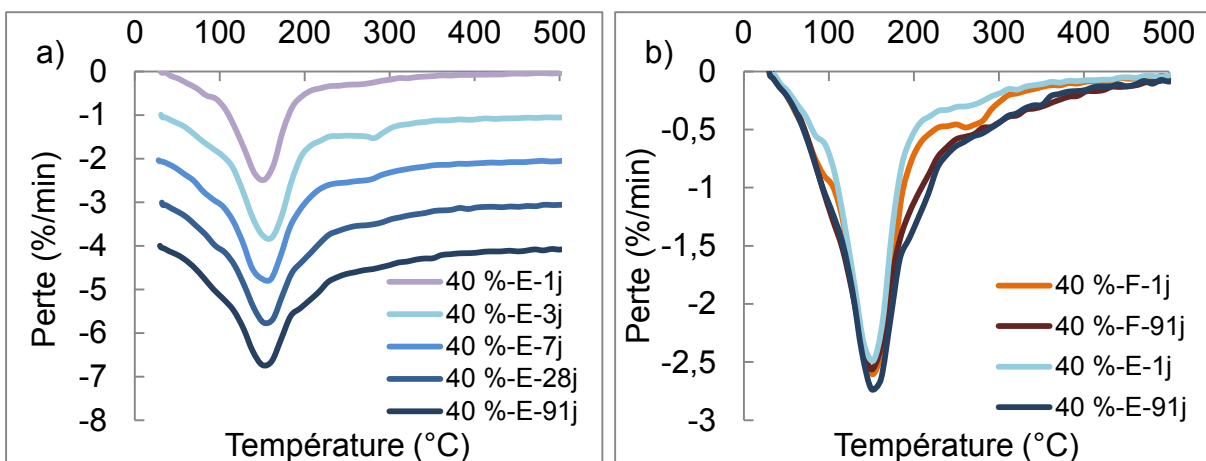 a)
0 100 200 300 400 500
0
-1
-2
-3
-4
-5
-6
-7
-8
Perte (%/min)
Température (°C)
40 %-E-1j
40 %-E-3j
40 %-E-7j
40 %-E-28j
40 %-E-91j
b)
0 100 200 300 400 500
0
-0,5
-1
-1,5
-2
-2,5
-3
Perte (%/min)
Température (°C)
40 %-F-1j
40 %-F-91j
40 %-E-1j
40 %-E-91j